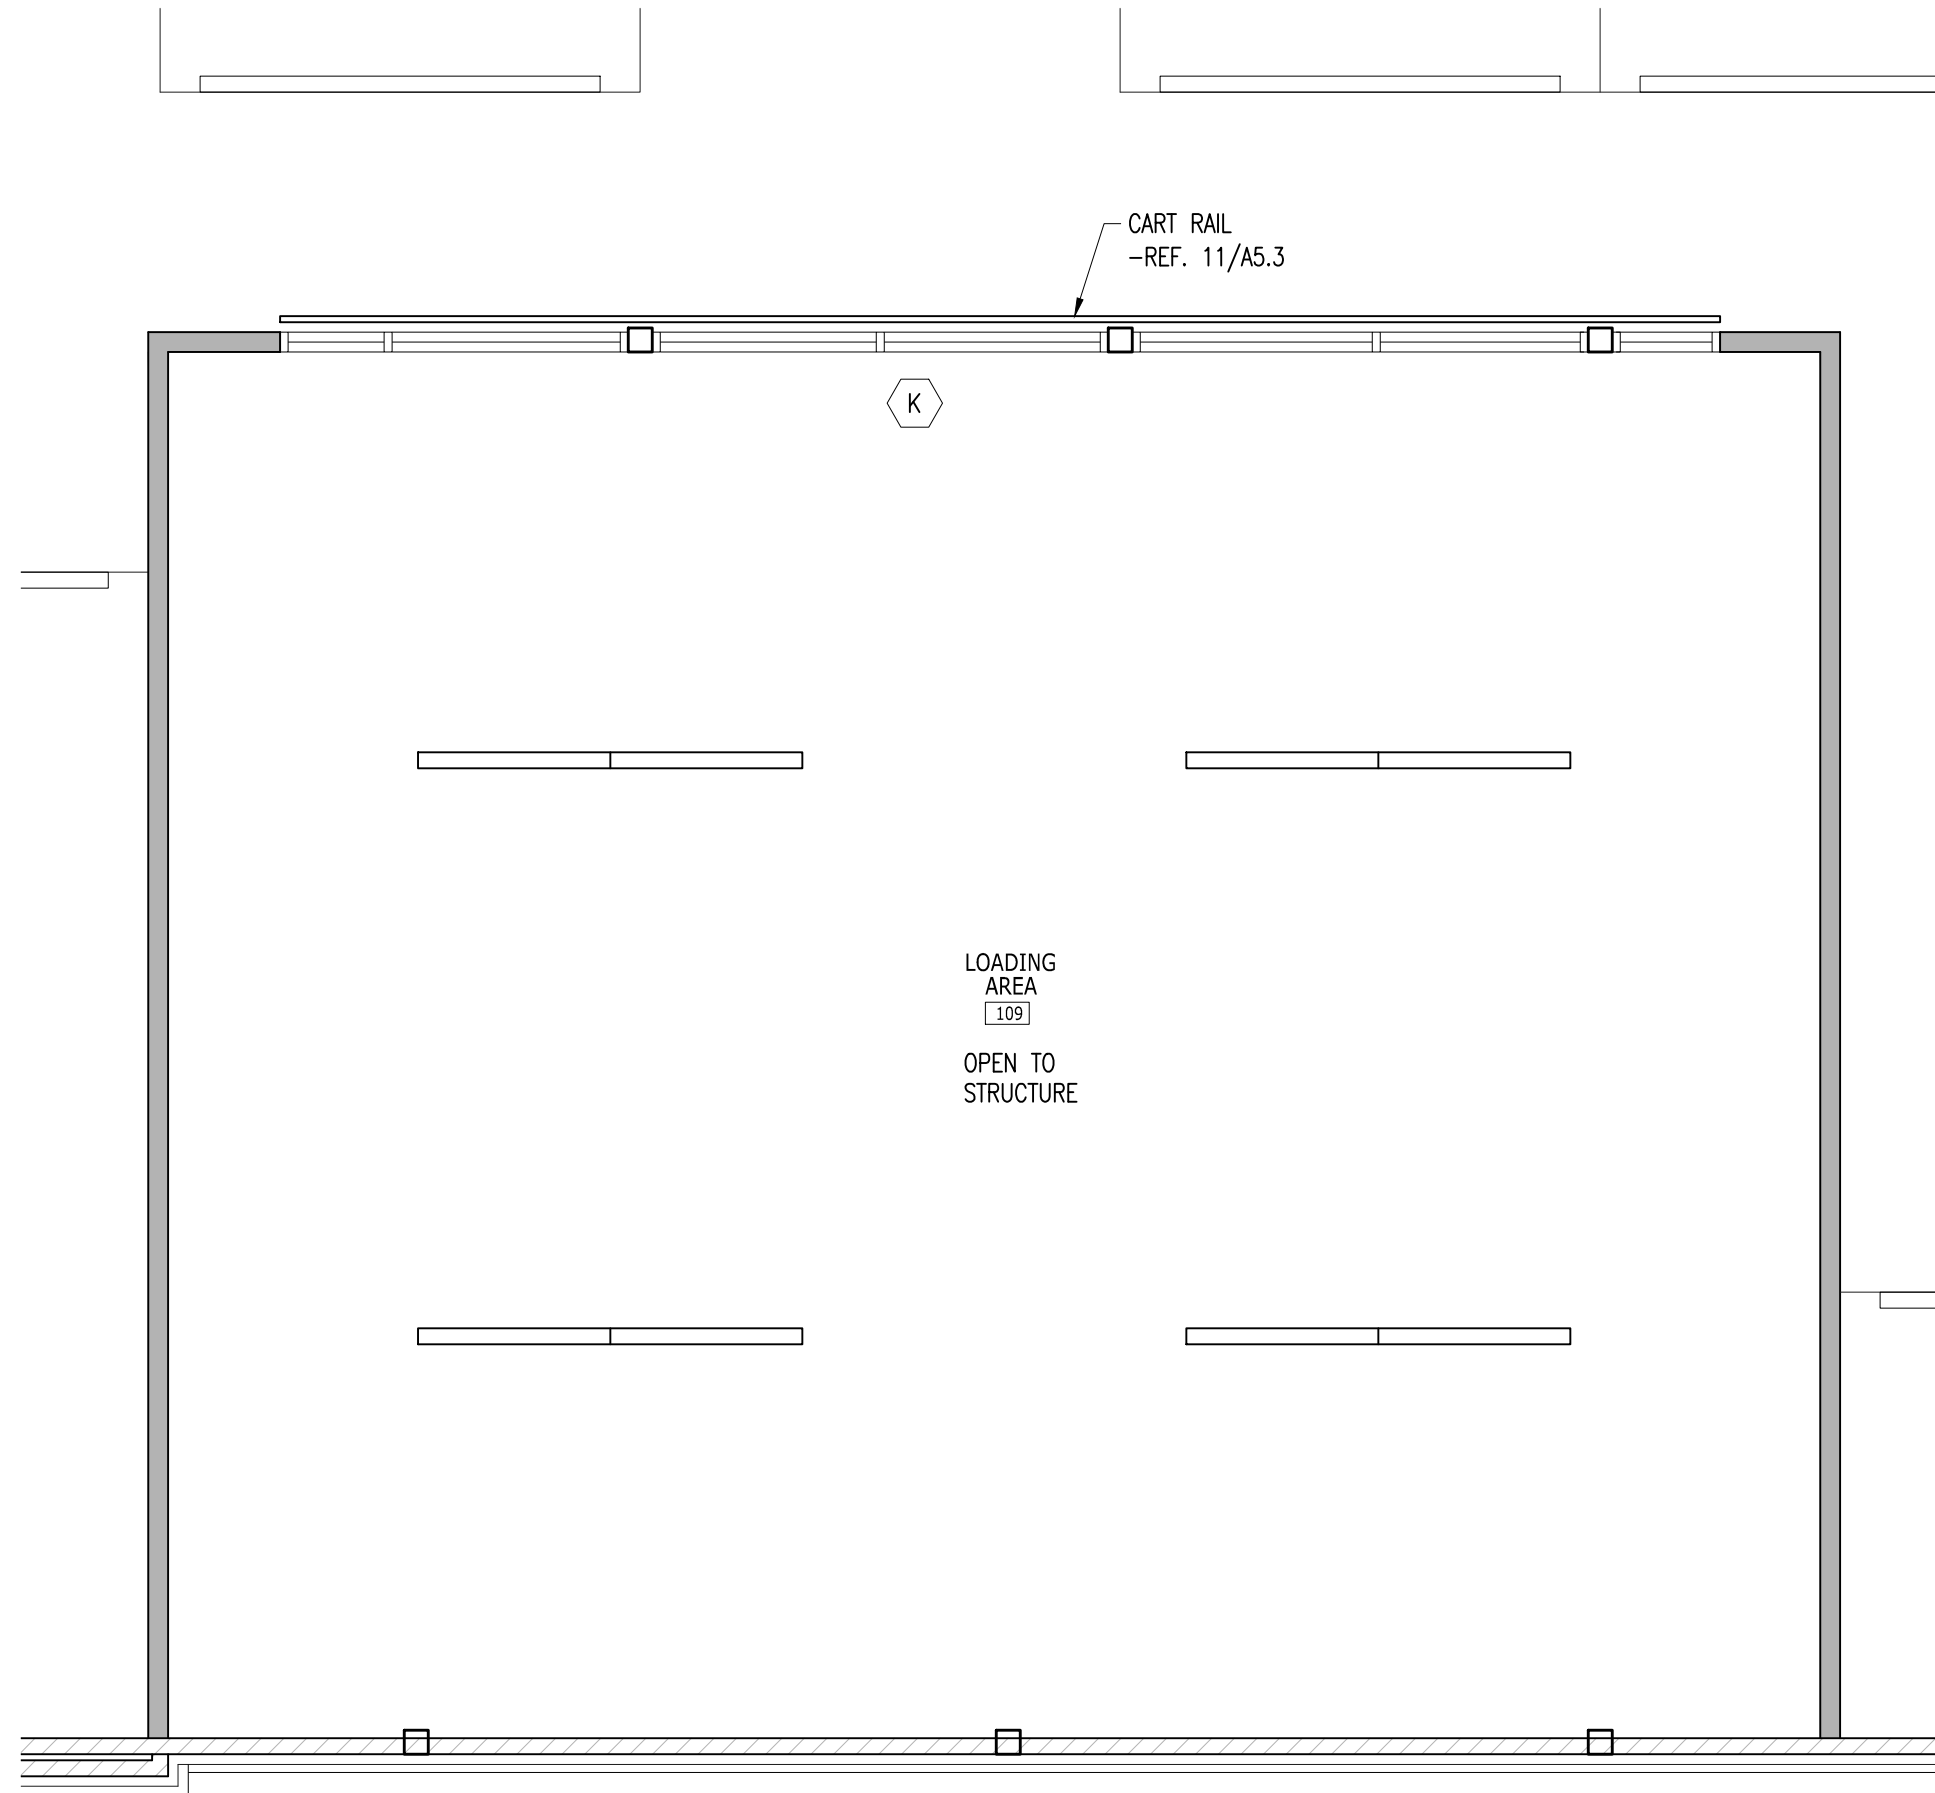 CART RAIL
-REF. 11/A5.3
K
LOADING
AREA
109
OPEN TO
STRUCTURE